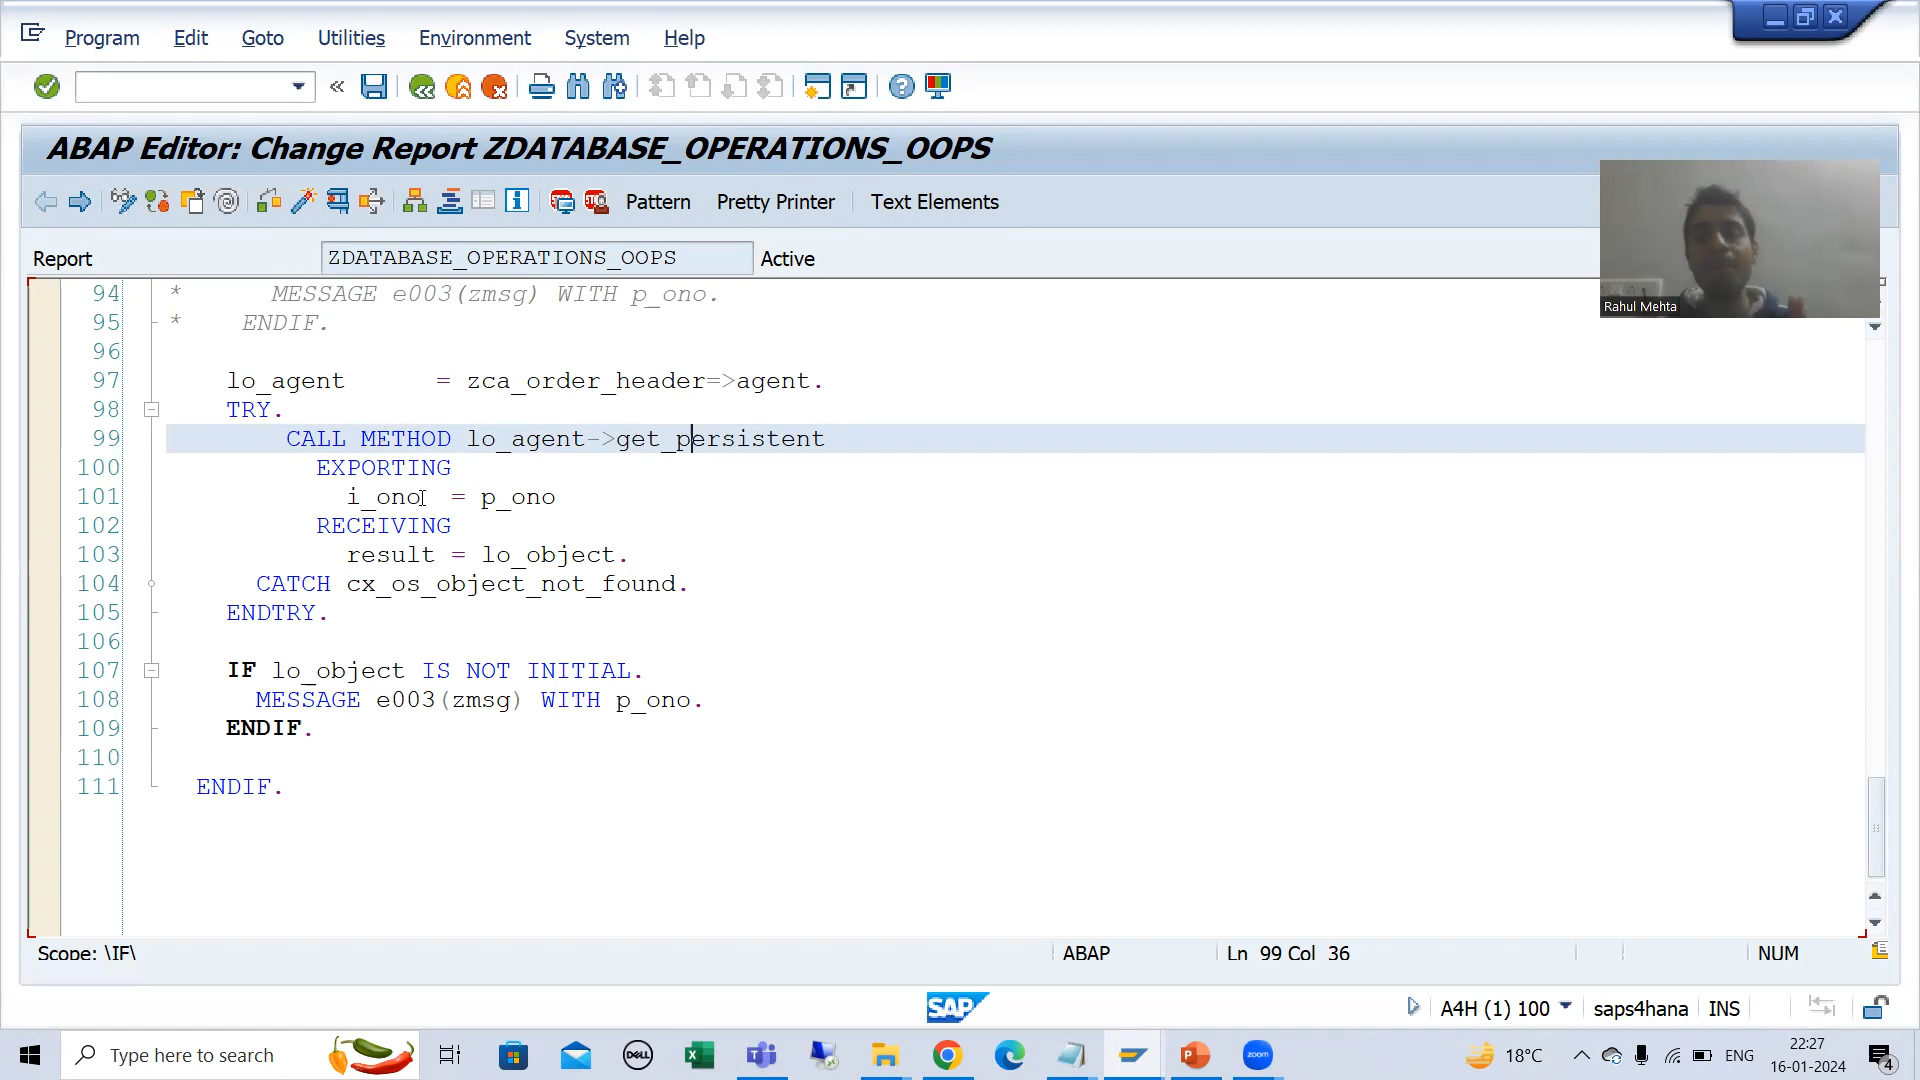 Program Edit Goto Utilities Environment System Help
ABAP Editor: Change Report ZDATABASE_OPERATIONS_OOPS
Pattern Pretty Printer Text Elements
Report ZDATABASE_OPERATIONS_OOPS Active
Rahul Mehta
94 * MESSAGE e003(zmsg) WITH p_ono.
95 * ENDIF.
96
97 lo_agent = zca_order_header=>agent.
98 TRY.
99 CALL METHOD lo_agent->get_persistent
100 EXPORTING
101 i_ono = p_ono
102 RECEIVING
103 result = lo_object.
104 CATCH cx_os_object_not_found.
105 ENDTRY.
106
107 IF lo_object IS NOT INITIAL.
108 MESSAGE e003(zmsg) WITH p_ono.
109 ENDIF.
110
111 ENDIF.
Scope: \IF\ ABAP Ln 99 Col 36 NUM
SAP
A4H (1) 100 saps4hana INS
Type here to search
DELL
zoom
18°C ENG
22:27
16-01-2024
4